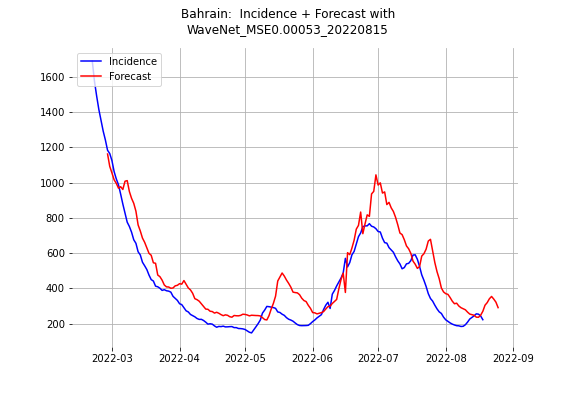 Bahrain:  Incidence + Forecast with
WaveNet_MSE0.00053_20220815
Incidence
Forecast
1600
1400
1200
1000
800
600
400
200
2022-03 2022-04 2022-05 2022-06 2022-07 2022-08 2022-09